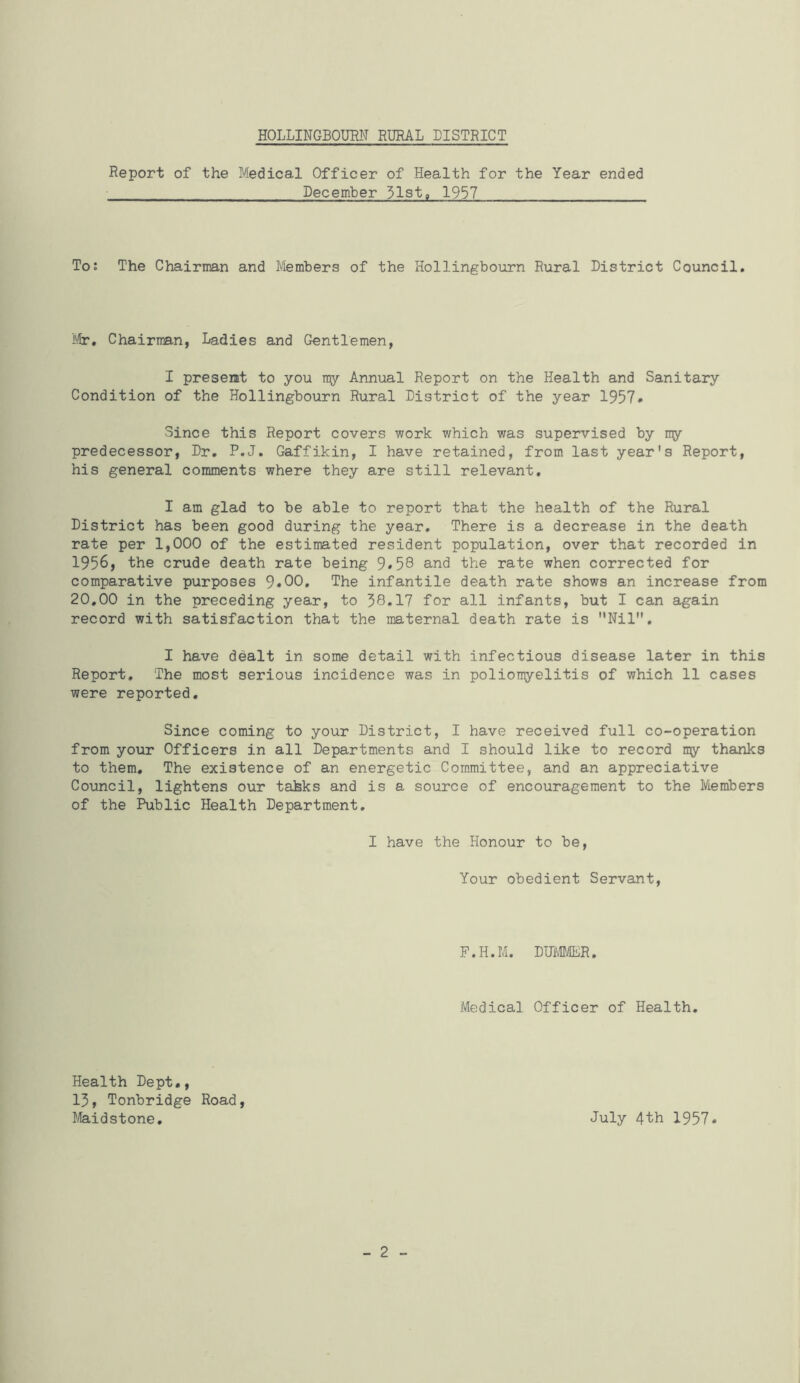 HOLLINGBOURN RURAL DISTRICT
Report of the Medical Officer of Health for the Year ended
December 31st, 1957
To: The Chairman and Members of the Hollingbourn Rural District Council.
Mr. Chairman, Ladies and Gentlemen,
I present to you my Annual Report on the Health and Sanitary
Condition of the Hollingbourn Rural District of the year 1957.
Since this Report covers work which was supervised by my
predecessor, Dr. P.J. Gaffikin, I have retained, from last year's Report,
his general comments where they are still relevant.
I am glad to be able to report that the health of the Rural
District has been good during the year. There is a decrease in the death
rate per 1,000 of the estimated resident population, over that recorded in
1956, the crude death rate being 9.58 and the rate when corrected for
comparative purposes 9.00. The infantile death rate shows an increase from
20.00 in the preceding year, to 38.17 for all infants, but I can again
record with satisfaction that the maternal death rate is "Nil".
I have dealt in some detail with infectious disease later in this
Report. The most serious incidence was in poliomyelitis of which 11 cases
were reported.
Since coming to your District, I have received full co-operation
from your Officers in all Departments and I should like to record my thanks
to them. The existence of an energetic Committee, and an appreciative
Council, lightens our tasks and is a source of encouragement to the Members
of the Public Health Department.
I have the Honour to be,
Your obedient Servant,
F.H.M. DUMMER.
Medical Officer of Health.
Health Dept.,
13, Tonbridge Road,
Maidstone. July 4th 1957.
- 2 -